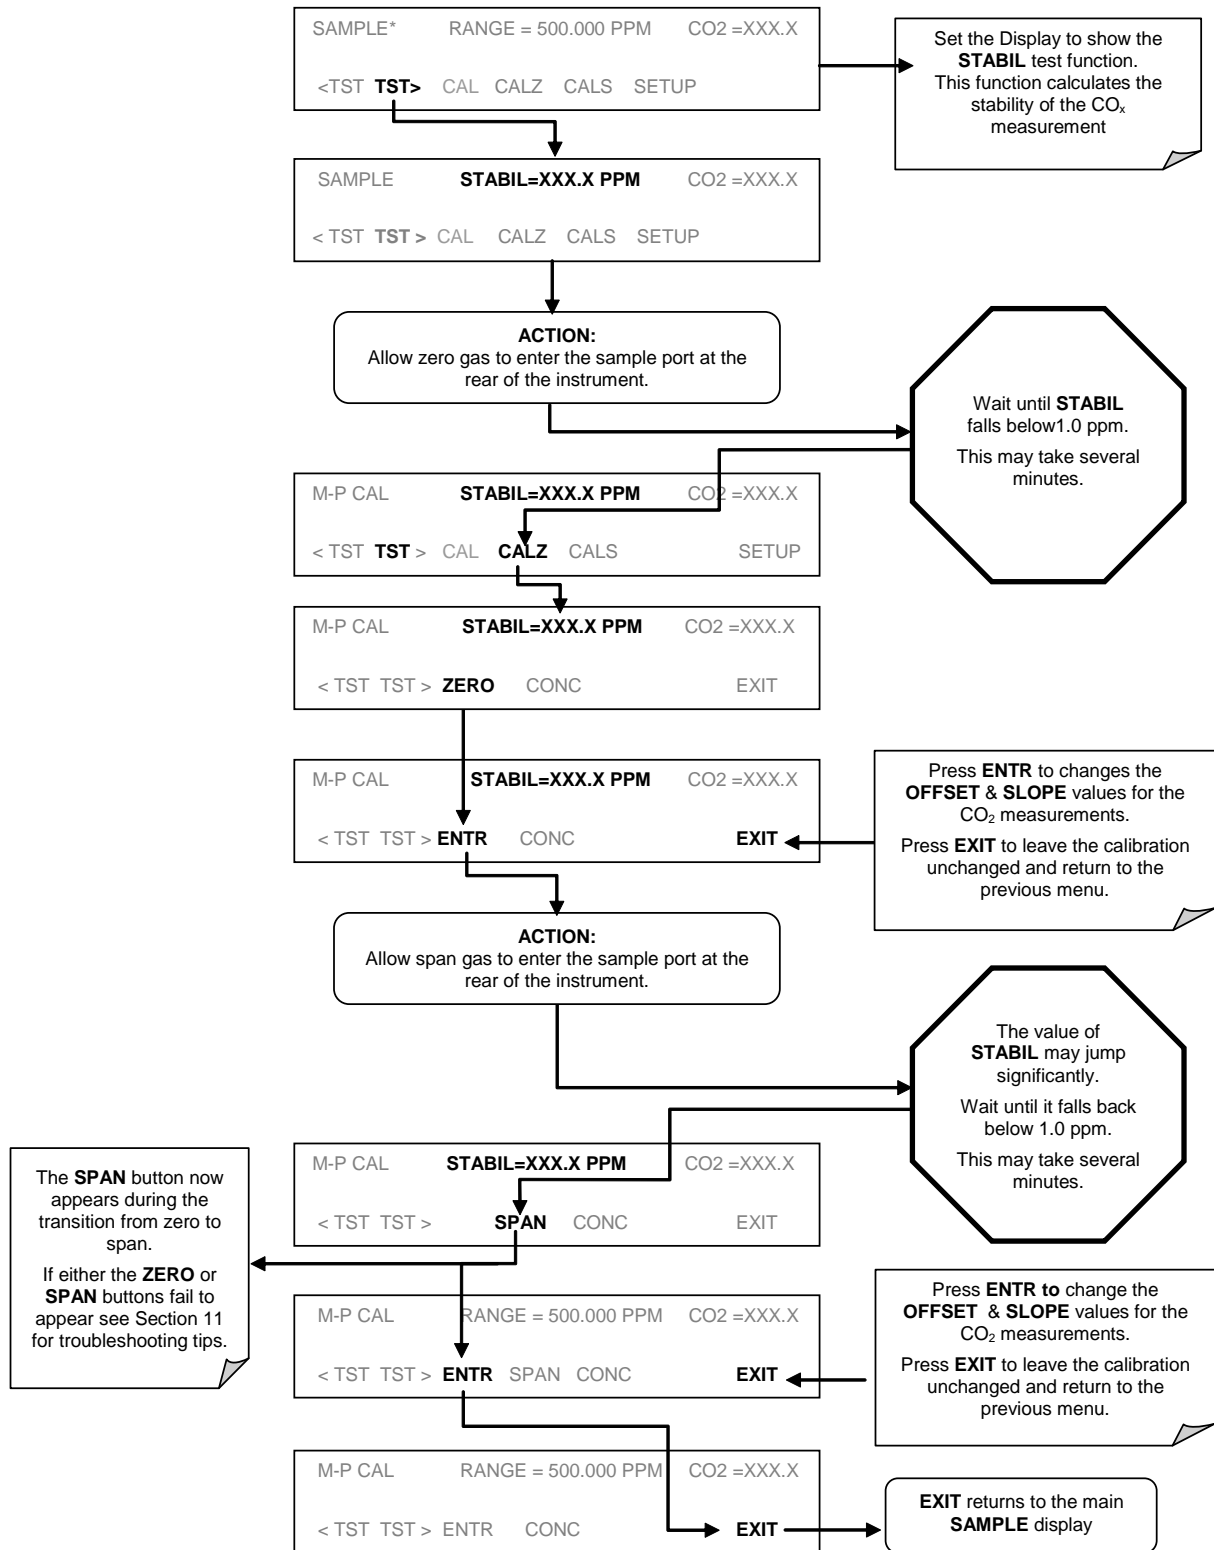 SAMPLE* RANGE = 500.000 PPM CO2 =XXX.X
<TST TST> CAL CALZ CALS SETUP
Set the Display to show the
STABIL test function.
This function calculates the
stability of the COx
measurement
SAMPLE STABIL=XXX.X PPM CO2 =XXX.X
< TST TST > CAL CALZ CALS SETUP
ACTION:
Allow zero gas to enter the sample port at the
rear of the instrument.
Wait until STABIL
falls below1.0 ppm.
This may take several
minutes.
M-P CAL STABIL=XXX.X PPM CO2 =XXX.X
< TST TST > CAL CALZ CALS SETUP
M-P CAL STABIL=XXX.X PPM CO2 =XXX.X
< TST TST > ZERO CONC EXIT
M-P CAL STABIL=XXX.X PPM CO2 =XXX.X
< TST TST > ENTR CONC EXIT
Press ENTR to changes the
OFFSET & SLOPE values for the
CO2 measurements.
Press EXIT to leave the calibration
unchanged and return to the
previous menu.
ACTION:
Allow span gas to enter the sample port at the
rear of the instrument.
The value of
STABIL may jump
significantly.
Wait until it falls back
below 1.0 ppm.
This may take several
minutes.
M-P CAL STABIL=XXX.X PPM CO2 =XXX.X
< TST TST > SPAN CONC EXIT
The SPAN button now
appears during the
transition from zero to
span.
If either the ZERO or
SPAN buttons fail to
appear see Section 11
for troubleshooting tips.
M-P CAL RANGE = 500.000 PPM CO2 =XXX.X
< TST TST > ENTR SPAN CONC EXIT
Press ENTR to change the
OFFSET & SLOPE values for the
CO2 measurements.
Press EXIT to leave the calibration
unchanged and return to the
previous menu.
M-P CAL RANGE = 500.000 PPM CO2 =XXX.X
< TST TST > ENTR CONC EXIT
EXIT returns to the main
SAMPLE display